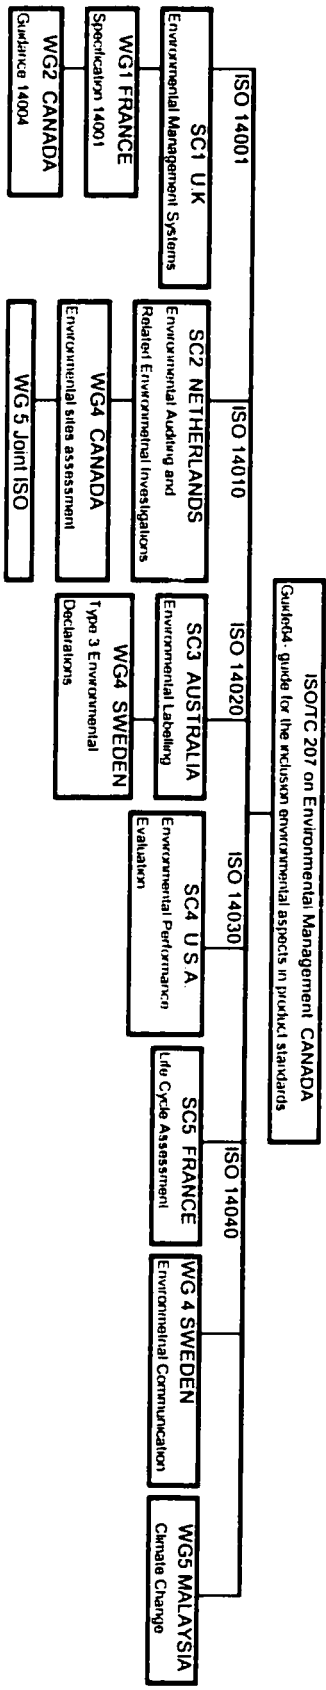 ISO/TC 207 on Environmental Management CANADA
Guide64 - guide for the inclusion environmental aspects in product standards
ISO 14001
ISO 14010
ISO 14020
ISO 14030
ISO 14040
SC1 U.K
Environmental Management Systems
WG1 FRANCE
Specification 14001
WG2 CANADA
Guidance 14004
SC2 NETHERLANDS
Environmental Auditing and
Related Environmetnal Investigations
WG4 CANADA
Environmental sites assessment
WG 5 Joint ISO
SC3 AUSTRALIA
Environmental Labelling
WG4 SWEDEN
Type 3 Environmental
Declarations
SC4 U S.A.
Environmental Performance
Evaluation
SC5 FRANCE
Life Cycle Assessment
WG 4 SWEDEN
Environmetnal Communication
WG5 MALAYSIA
Climate Change